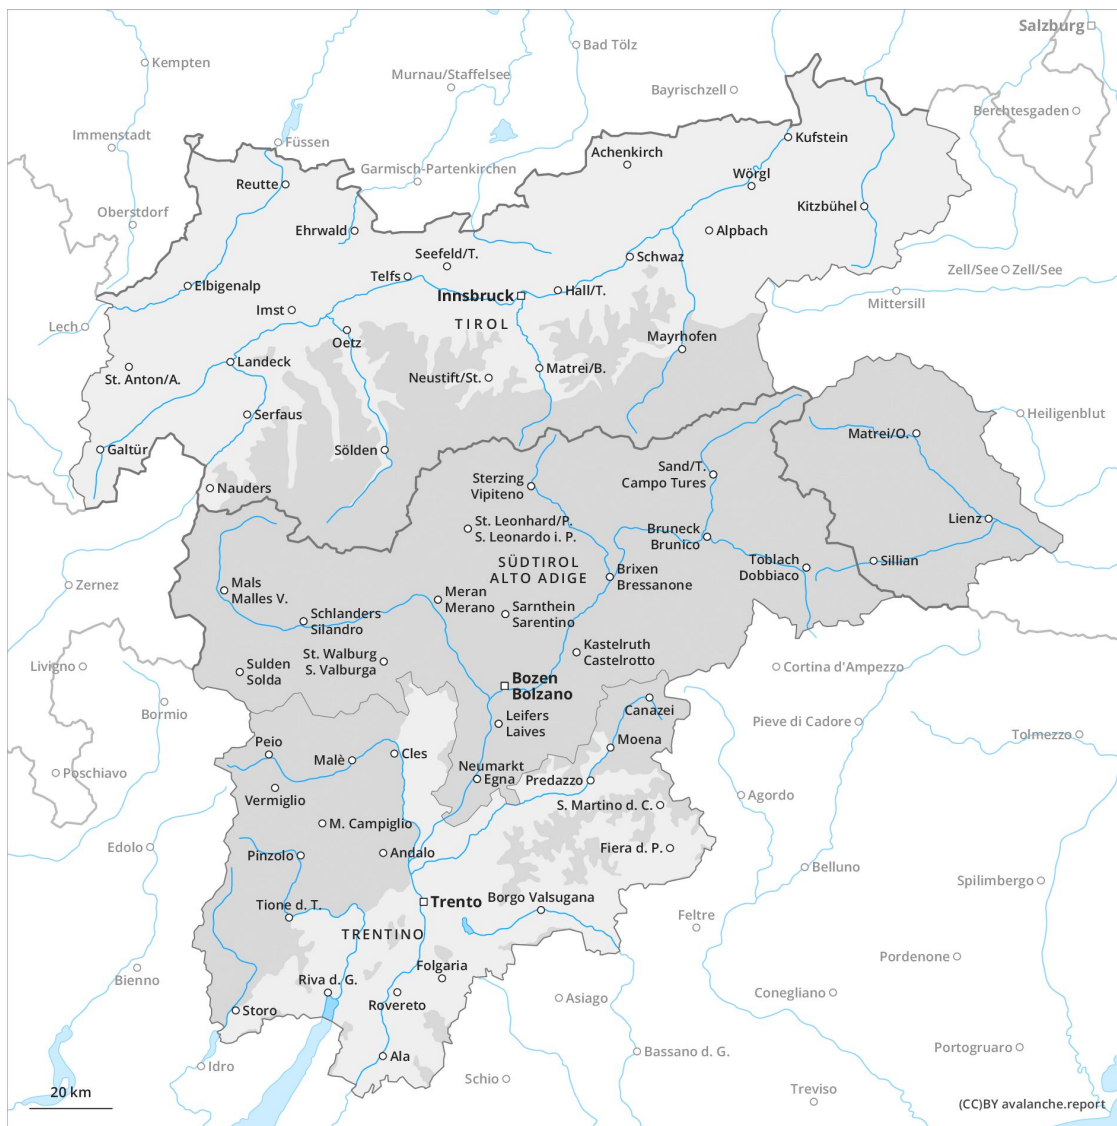 Salzburg
Bad Tölz
Kempten
Murnau/Staffelsee
Bayrischzell
Berchtesgaden
Immenstadt
Füssen
Kufstein
Achenkirch
Garmisch-Partenkirchen
Wörgl
Reutte
Kitzbühel
Oberstdorf
Ehrwald
Alpbach
Seefeld/T.
Schwaz
Telfs
Zell/See
Zell/See
Elbigenalp
Hall/T.
Innsbruck
Mittersill
Imst
TIROL
Lech
Oetz
Mayrhofen
Landeck
Matrei/B.
St. Anton/A.
Neustift/St.
Serfaus
Heiligenblut
Matrei/O.
Galtür
Sölden
Sand/T.
Campo Tures
Sterzing
Vipiteno
Nauders
Lienz
St. Leonhard/P.
S. Leonardo i. P.
Bruneck
Brunico
SÜDTIROL
ALTO ADIGE
Toblach
Dobbiaco
Sillian
Brixen
Bressanone
Zernez
Mals
Malles V.
Meran
Merano
Sarnthein
Sarentino
Schlanders
Silandro
Kastelruth
Castelrotto
St. Walburg
S. Valburga
Livigno
Sulden
Solda
Cortina d'Ampezzo
Bozen
Bolzano
Bormio
Canazei
Leifers
Laives
Pieve di Cadore
Tolmezzo
Peio
Malè
Cles
Moena
Poschiavo
Neumarkt
Egna
Predazzo
Vermiglio
Agordo
S. Martino d. C.
M. Campiglio
Edolo
Pinzolo
Andalo
Fiera d. P.
Belluno
Spilimbergo
Tione d. T.
Trento
Borgo Valsugana
Feltre
TRENTINO
Pordenone
Bienno
Folgaria
Riva d. G.
Rovereto
Asiago
Conegliano
Storo
Ala
Bassano d. G.
Portogruaro
Idro
Schio
Treviso
20 km
(CC)BY avalanche.report